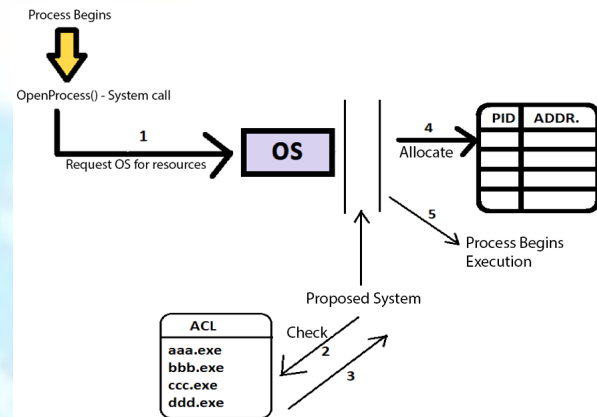 Process Begins
OpenProcess() - System call
1
Request OS for resources
OS
4
Allocate
PID ADDR.
5
Process Begins
Execution
Proposed System
Check
2
3
ACL
aaa.exe
bbb.exe
ccc.exe
ddd.exe